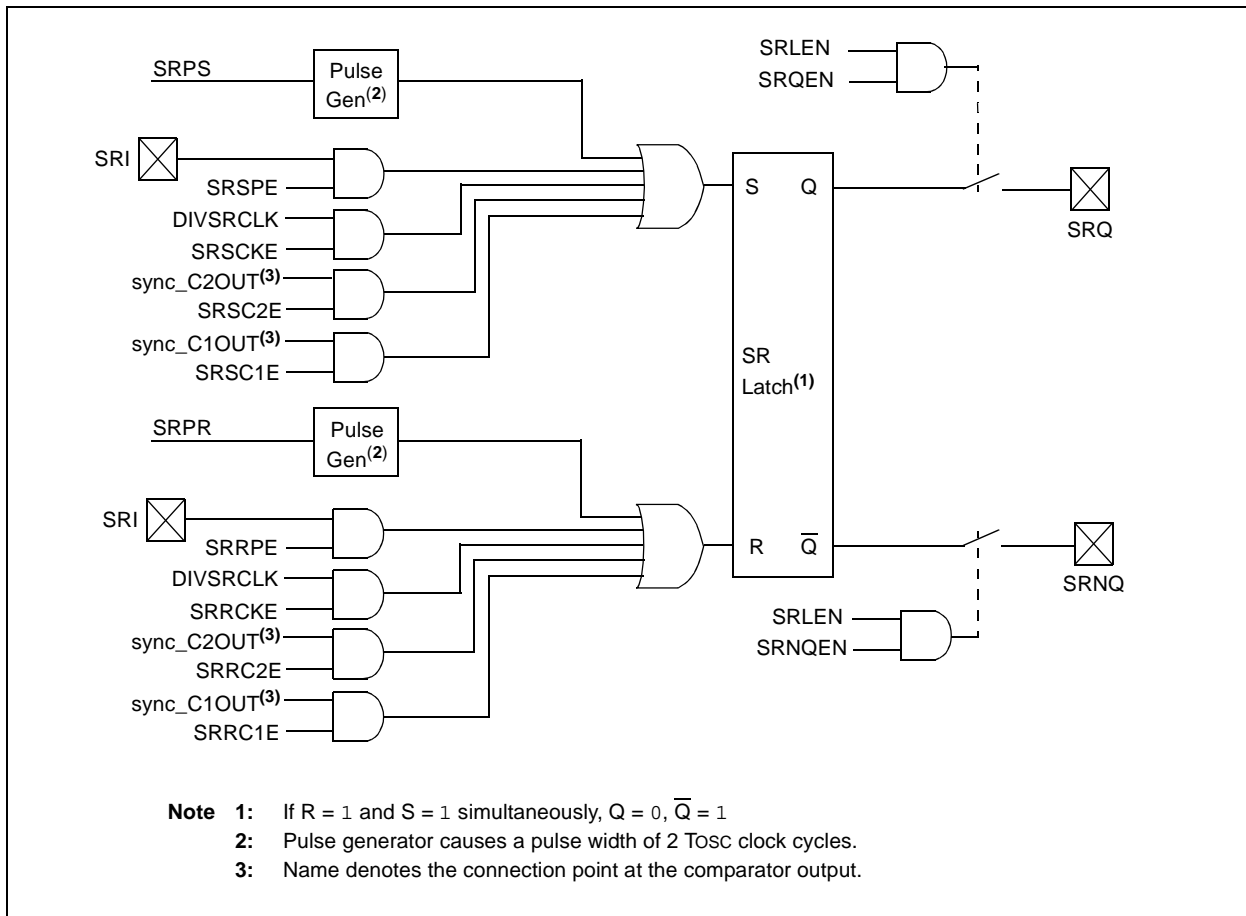 SRPS
Pulse
Gen(2)
SRLEN
SRQEN
SRI
SRSPE
DIVSRCLK
SRSCKE
sync_C2OUT(3)
SRSC2E
sync_C1OUT(3)
SRSC1E
S Q
SRQ
SR
Latch(1)
SRPR
Pulse
Gen(2)
SRI
SRRPE
DIVSRCLK
SRRCKE
sync_C2OUT(3)
SRRC2E
sync_C1OUT(3)
SRRC1E
R Q̅
SRNQ
SRLEN
SRNQEN
Note 1: If R = 1 and S = 1 simultaneously, Q = 0, Q̅ = 1
2: Pulse generator causes a pulse width of 2 TOSC clock cycles.
3: Name denotes the connection point at the comparator output.